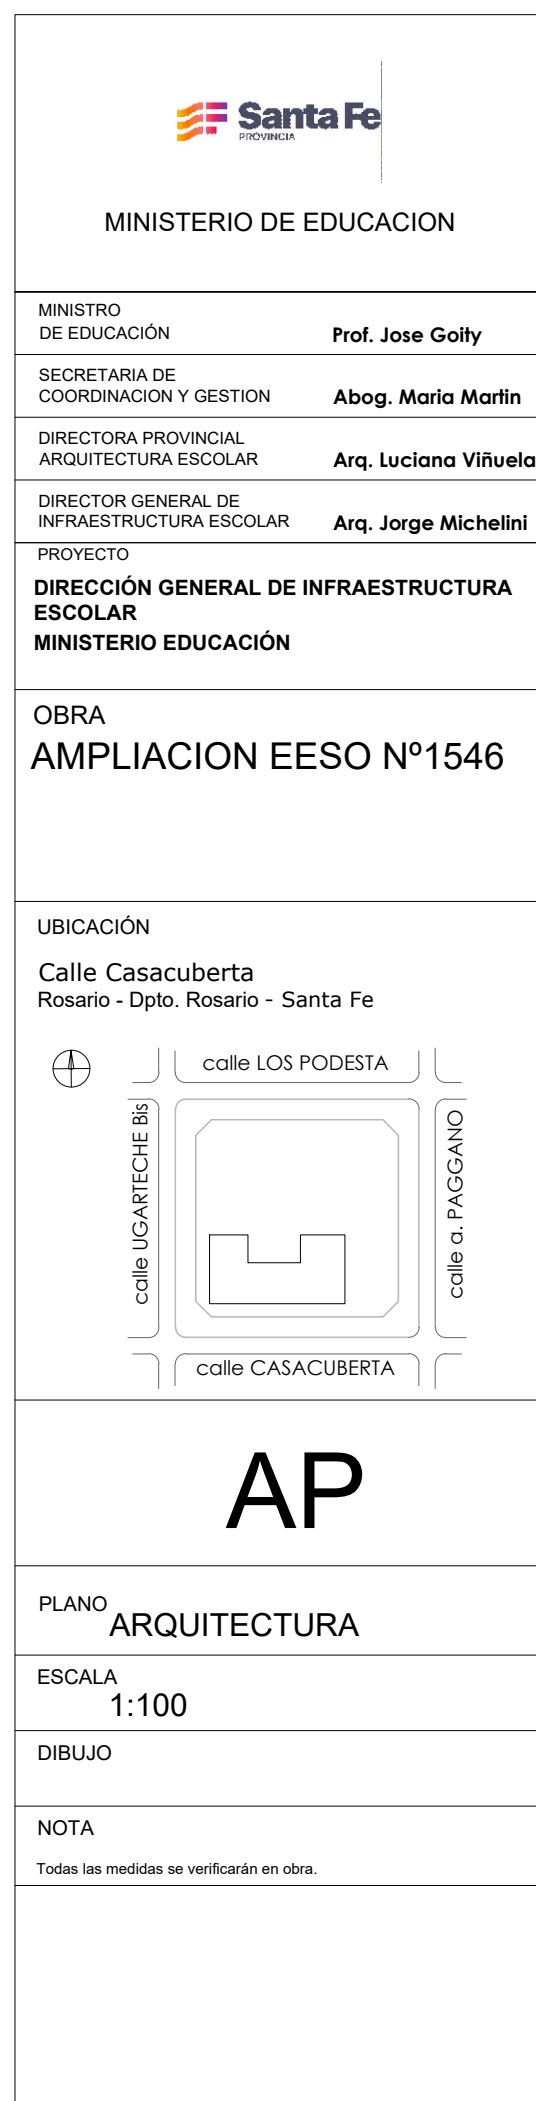 Santa Fe
PROVINCIA
MINISTERIO DE EDUCACION
MINISTRO
DE EDUCACIÓN
Prof. Jose Goity
SECRETARIA DE
COORDINACION Y GESTION
Abog. Maria Martin
DIRECTORA PROVINCIAL
ARQUITECTURA ESCOLAR
Arq. Luciana Viñuela
DIRECTOR GENERAL DE
INFRAESTRUCTURA ESCOLAR
Arq. Jorge Michelini
PROYECTO
DIRECCIÓN GENERAL DE INFRAESTRUCTURA
ESCOLAR
MINISTERIO EDUCACIÓN
OBRA
AMPLIACION EESO Nº1546
UBICACIÓN
Calle Casacuberta
Rosario - Dpto. Rosario - Santa Fe
calle LOS PODESTA
calle UGARTECHE Bis
calle a. PAGGANO
calle CASACUBERTA
AP
PLANO
ARQUITECTURA
ESCALA
1:100
DIBUJO
NOTA
Todas las medidas se verificarán en obra.